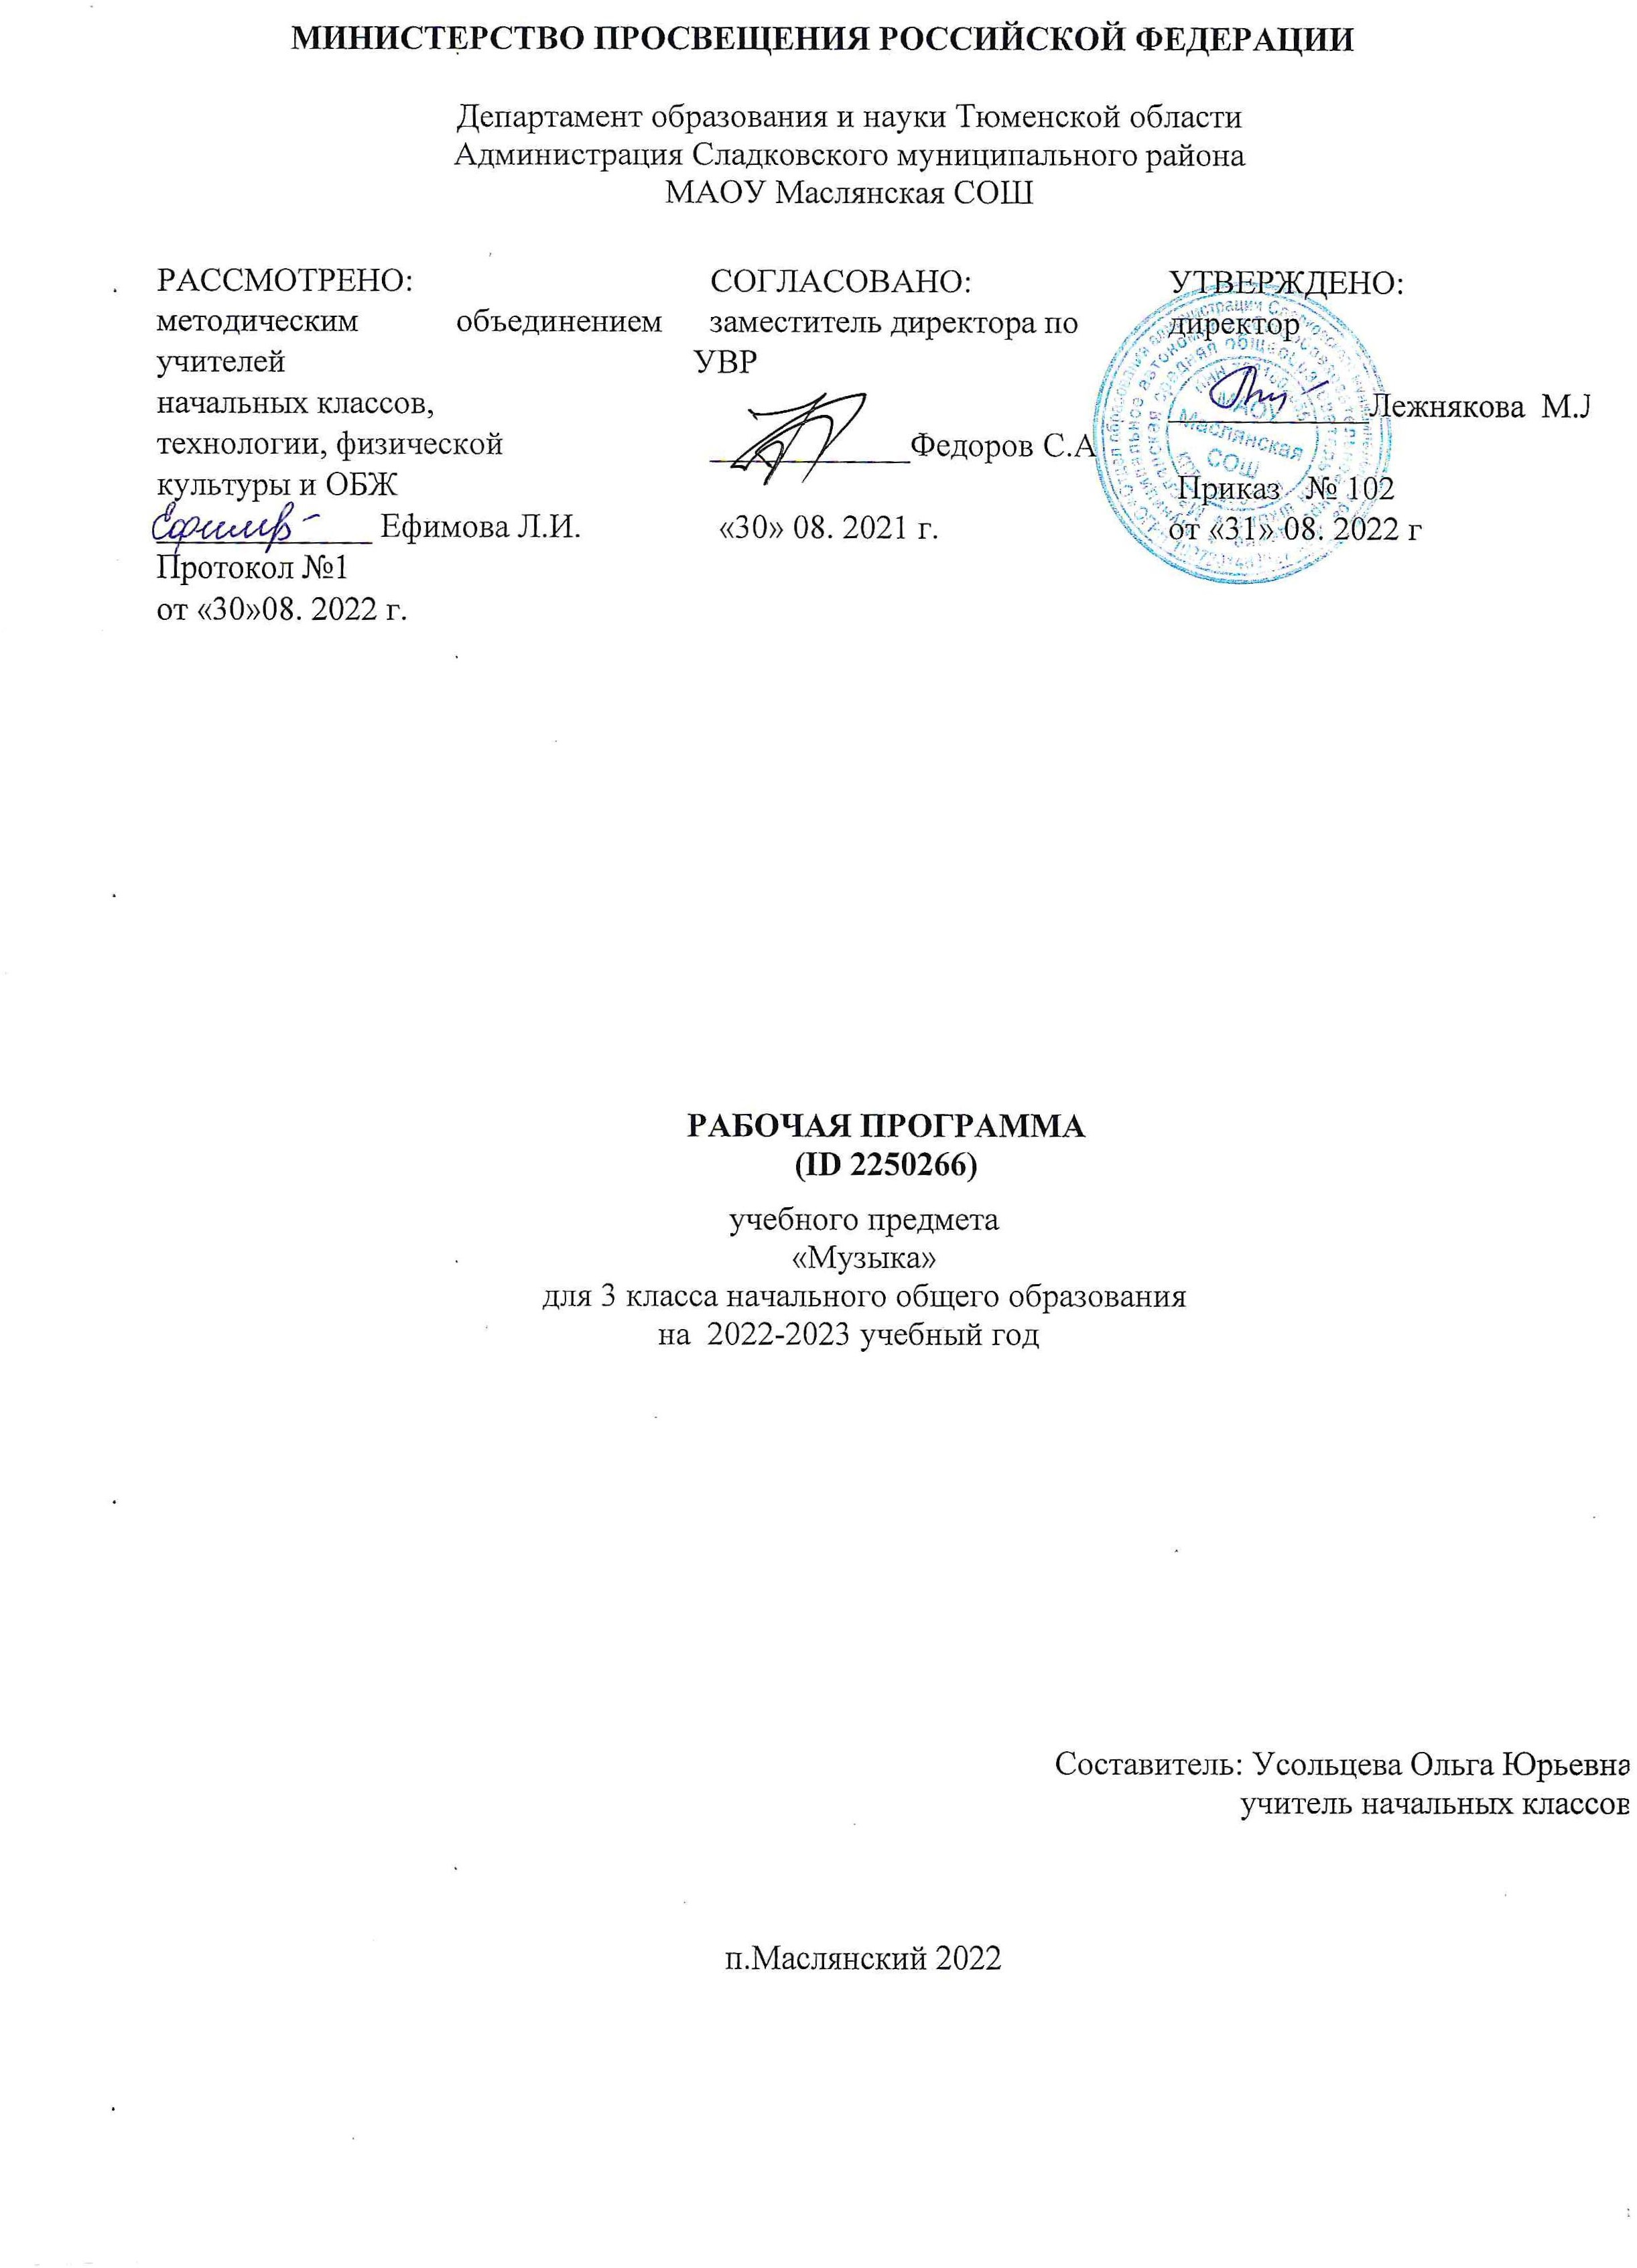 МИНИСТЕРСТВО ПРОСВЕЩЕНИЯ РОССИЙСКОЙ ФЕДЕРАЦИИ
Департамент образования и науки Тюменской области
Администрация Сладковского муниципального района
МАОУ Маслянская СОШ
РАССМОТРЕНО:
методическим объединением
учителей
начальных классов,
технологии, физической
культуры и ОБЖ
Ефимова Л.И.
Протокол №1
от «30»08. 2022 г.
СОГЛАСОВАНО:
заместитель директора по
УВР
Федоров С.А
«30» 08. 2021 г.
УТВЕРЖДЕНО:
директор
Лежнякова М.
Приказ № 102
от «31» 08. 2022 г
МАОУ
Маслянская
СОШ
РАБОЧАЯ ПРОГРАММА
(ID 2250266)
учебного предмета
«Музыка»
для 3 класса начального общего образования
на 2022-2023 учебный год
Составитель: Усольцева Ольга Юрьевна
учитель начальных классов
п.Маслянский 2022